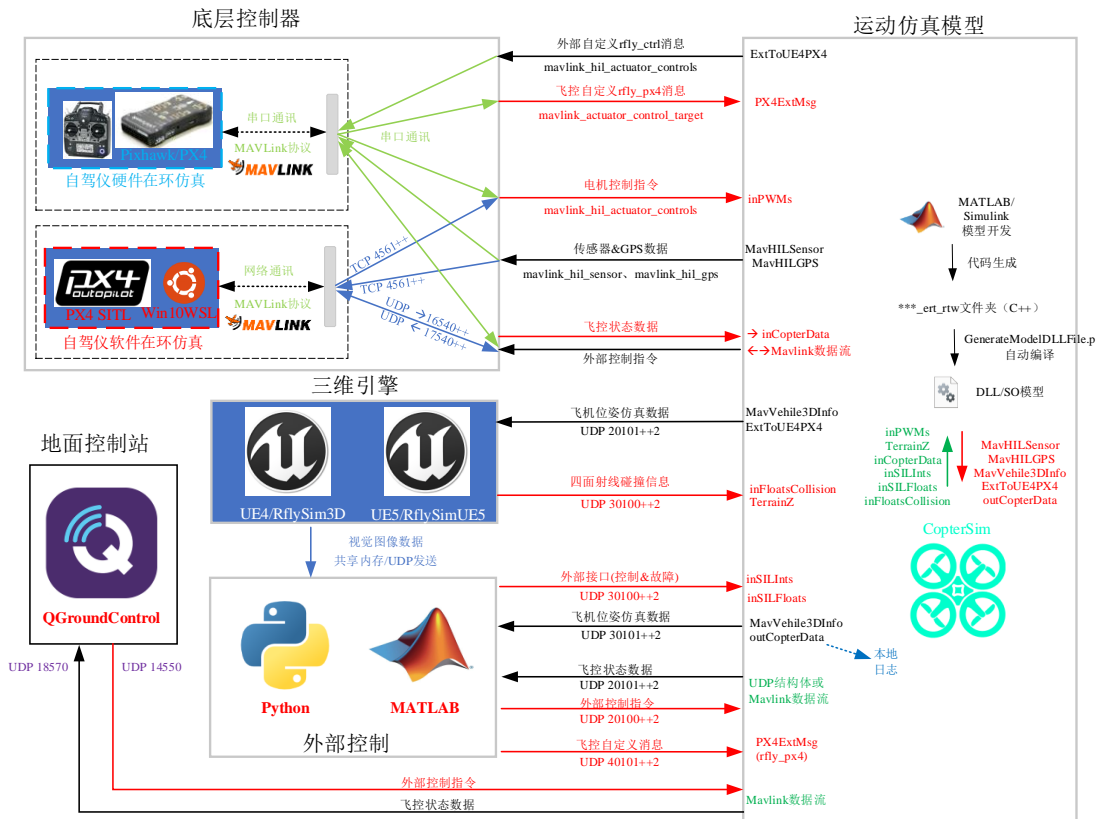 底层控制器
运动仿真模型
外部自定义rfly_ctrl消息
mavlink_hil_actuator_controls
ExtToUE4PX4
飞控自定义rfly_px4消息
mavlink_actuator_control_target
PX4ExtMsg
串口通讯
MAVLink协议
MAVLINK
Pixhawk/PX4
自驾仪硬件在环仿真
串口通讯
电机控制指令
mavlink_hil_actuator_controls
inPWMs
传感器&GPS数据
mavlink_hil_sensor、mavlink_hil_gps
MavHILSensor
MavHILGPS
TCP 4561++
TCP 4561++
UDP →16540++
UDP ←17540++
网络通讯
MAVLink协议
MAVLINK
px4
autopilot
PX4 SITL
Win10WSL
自驾仪软件在环仿真
飞控状态数据
→ inCopterData
外部控制指令
←→Mavlink数据流
MATLAB/
Simulink
模型开发
代码生成
***_ert_rtw文件夹（C++）
GenerateModelDLLFile.p
自动编译
DLL/SO模型
inPWMs
TerrainZ
inCopterData
inSILInts
inSILFloats
inFloatsCollision
MavHILSensor
MavHILGPS
MavVehile3DInfo
ExtToUE4PX4
outCopterData
CopterSim
三维引擎
UE4/RflySim3D
UE5/RflySimUE5
飞机位姿仿真数据
UDP 20101++2
MavVehile3DInfo
ExtToUE4PX4
四面射线碰撞信息
UDP 30100++2
inFloatsCollision
TerrainZ
视觉图像数据
共享内存/UDP发送
地面控制站
QGroundControl
UDP 18570
UDP 14550
Python
MATLAB
外部控制
外部接口(控制&故障)
UDP 30100++2
inSILInts
inSILFloats
飞机位姿仿真数据
UDP 30101++2
MavVehile3DInfo
outCopterData
本地
日志
飞控状态数据
UDP 20101++2
UDP结构体或
Mavlink数据流
外部控制指令
UDP 20100++2
飞控自定义消息
UDP 40101++2
PX4ExtMsg
(rfly_px4)
外部控制指令
飞控状态数据
Mavlink数据流